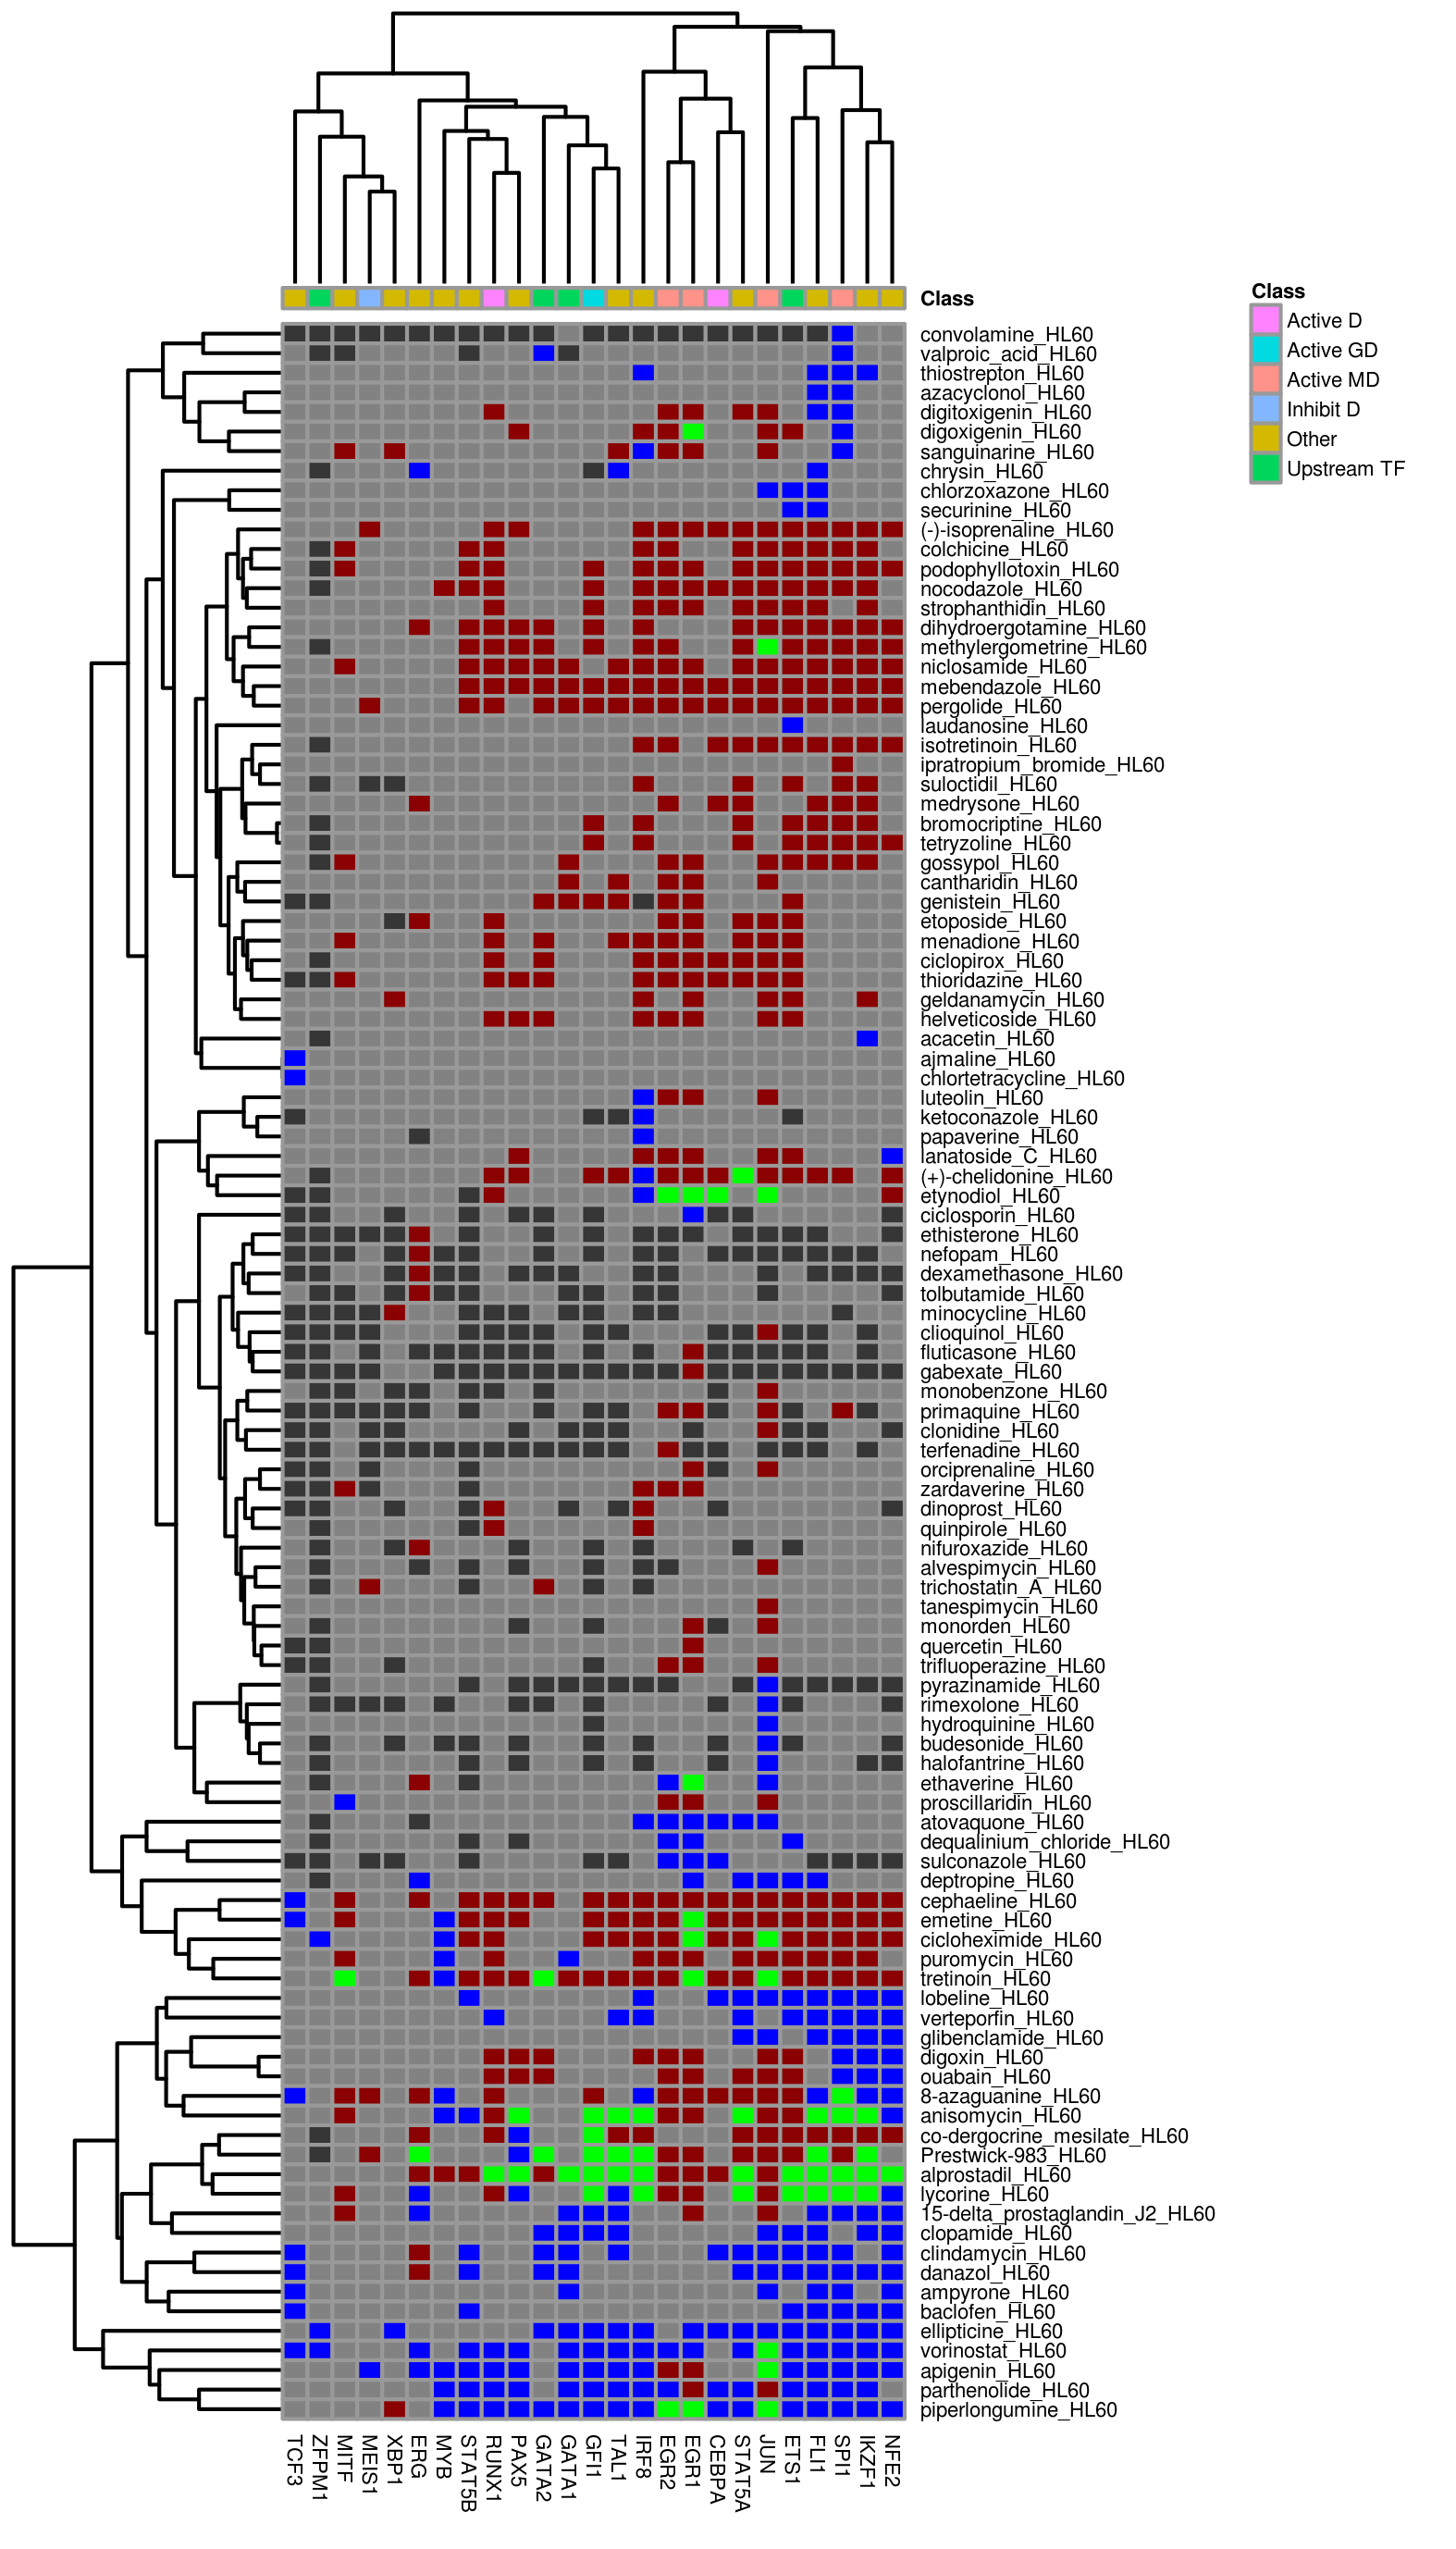 Class
convolamine_HL60
valproic_acid_HL60
thiostrepton_HL60
azacyclonol_HL60
digitoxigenin_HL60
digoxigenin_HL60
sanguinarine_HL60
chrysin_HL60
chlorzoxazone_HL60
securinine_HL60
(-)-isoprenaline_HL60
colchicine_HL60
podophyllotoxin_HL60
nocodazole_HL60
strophanthidin_HL60
dihydroergotamine_HL60
methylergometrine_HL60
niclosamide_HL60
mebendazole_HL60
pergolide_HL60
laudanosine_HL60
isotretinoin_HL60
ipratropium_bromide_HL60
suloctidil_HL60
medrysone_HL60
bromocriptine_HL60
tetryzoline_HL60
gossypol_HL60
cantharidin_HL60
genistein_HL60
etoposide_HL60
menadione_HL60
ciclopirox_HL60
thioridazine_HL60
geldanamycin_HL60
helveticoside_HL60
acacetin_HL60
ajmaline_HL60
chlortetracycline_HL60
luteolin_HL60
ketoconazole_HL60
papaverine_HL60
lanatoside_C_HL60
(+)-chelidonine_HL60
etynodiol_HL60
ciclosporin_HL60
ethisterone_HL60
nefopam_HL60
dexamethasone_HL60
tolbutamide_HL60
minocycline_HL60
clioquinol_HL60
fluticasone_HL60
gabexate_HL60
monobenzone_HL60
primaquine_HL60
clonidine_HL60
terfenadine_HL60
orciprenaline_HL60
zardaverine_HL60
dinoprost_HL60
quinpirole_HL60
nifuroxazide_HL60
alvespimycin_HL60
trichostatin_A_HL60
tanespimycin_HL60
monorden_HL60
quercetin_HL60
trifluoperazine_HL60
pyrazinamide_HL60
rimexolone_HL60
hydroquinine_HL60
budesonide_HL60
halofantrine_HL60
ethaverine_HL60
proscillaridin_HL60
atovaquone_HL60
dequalinium_chloride_HL60
sulconazole_HL60
deptropine_HL60
cephaeline_HL60
emetine_HL60
cicloheximide_HL60
puromycin_HL60
tretinoin_HL60
lobeline_HL60
verteporfin_HL60
glibenclamide_HL60
digoxin_HL60
ouabain_HL60
8-azaguanine_HL60
anisomycin_HL60
co-dergocrine_mesilate_HL60
Prestwick-983_HL60
alprostadil_HL60
lycorine_HL60
15-delta_prostaglandin_J2_HL60
clopamide_HL60
clindamycin_HL60
danazol_HL60
ampyrone_HL60
baclofen_HL60
ellipticine_HL60
vorinostat_HL60
apigenin_HL60
parthenolide_HL60
piperlongumine_HL60
TCF3
ZFPM1
MITF
MEIS1
XBP1
ERG
MYB
STAT5B
RUNX1
PAX5
GATA2
GATA1
GFI1
TAL1
IRF8
EGR2
EGR1
CEBPA
STAT5A
JUN
ETS1
FLI1
SPI1
IKZF1
NFE2
Class
Active D
Active GD
Active MD
Inhibit D
Other
Upstream TF